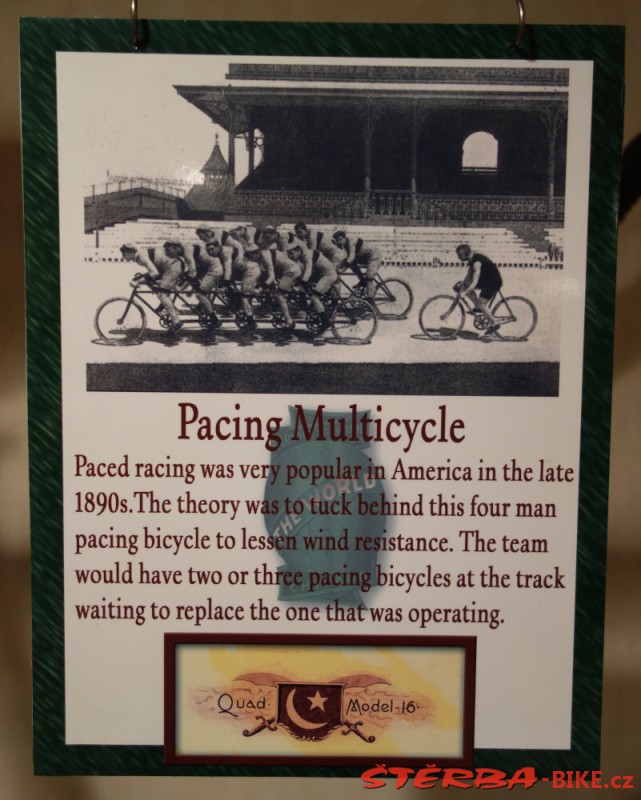 Pacing Multicycle
Paced racing was very popular in America in the late
1890s.The theory was to tuck behind this four man
pacing bicycle to lessen wind resistance. The team
would have two or three pacing bicycles at the track
waiting to replace the one that was operating.
THE WORLD
Quad Model-16
ŠTĚRBA-BIKE.cz